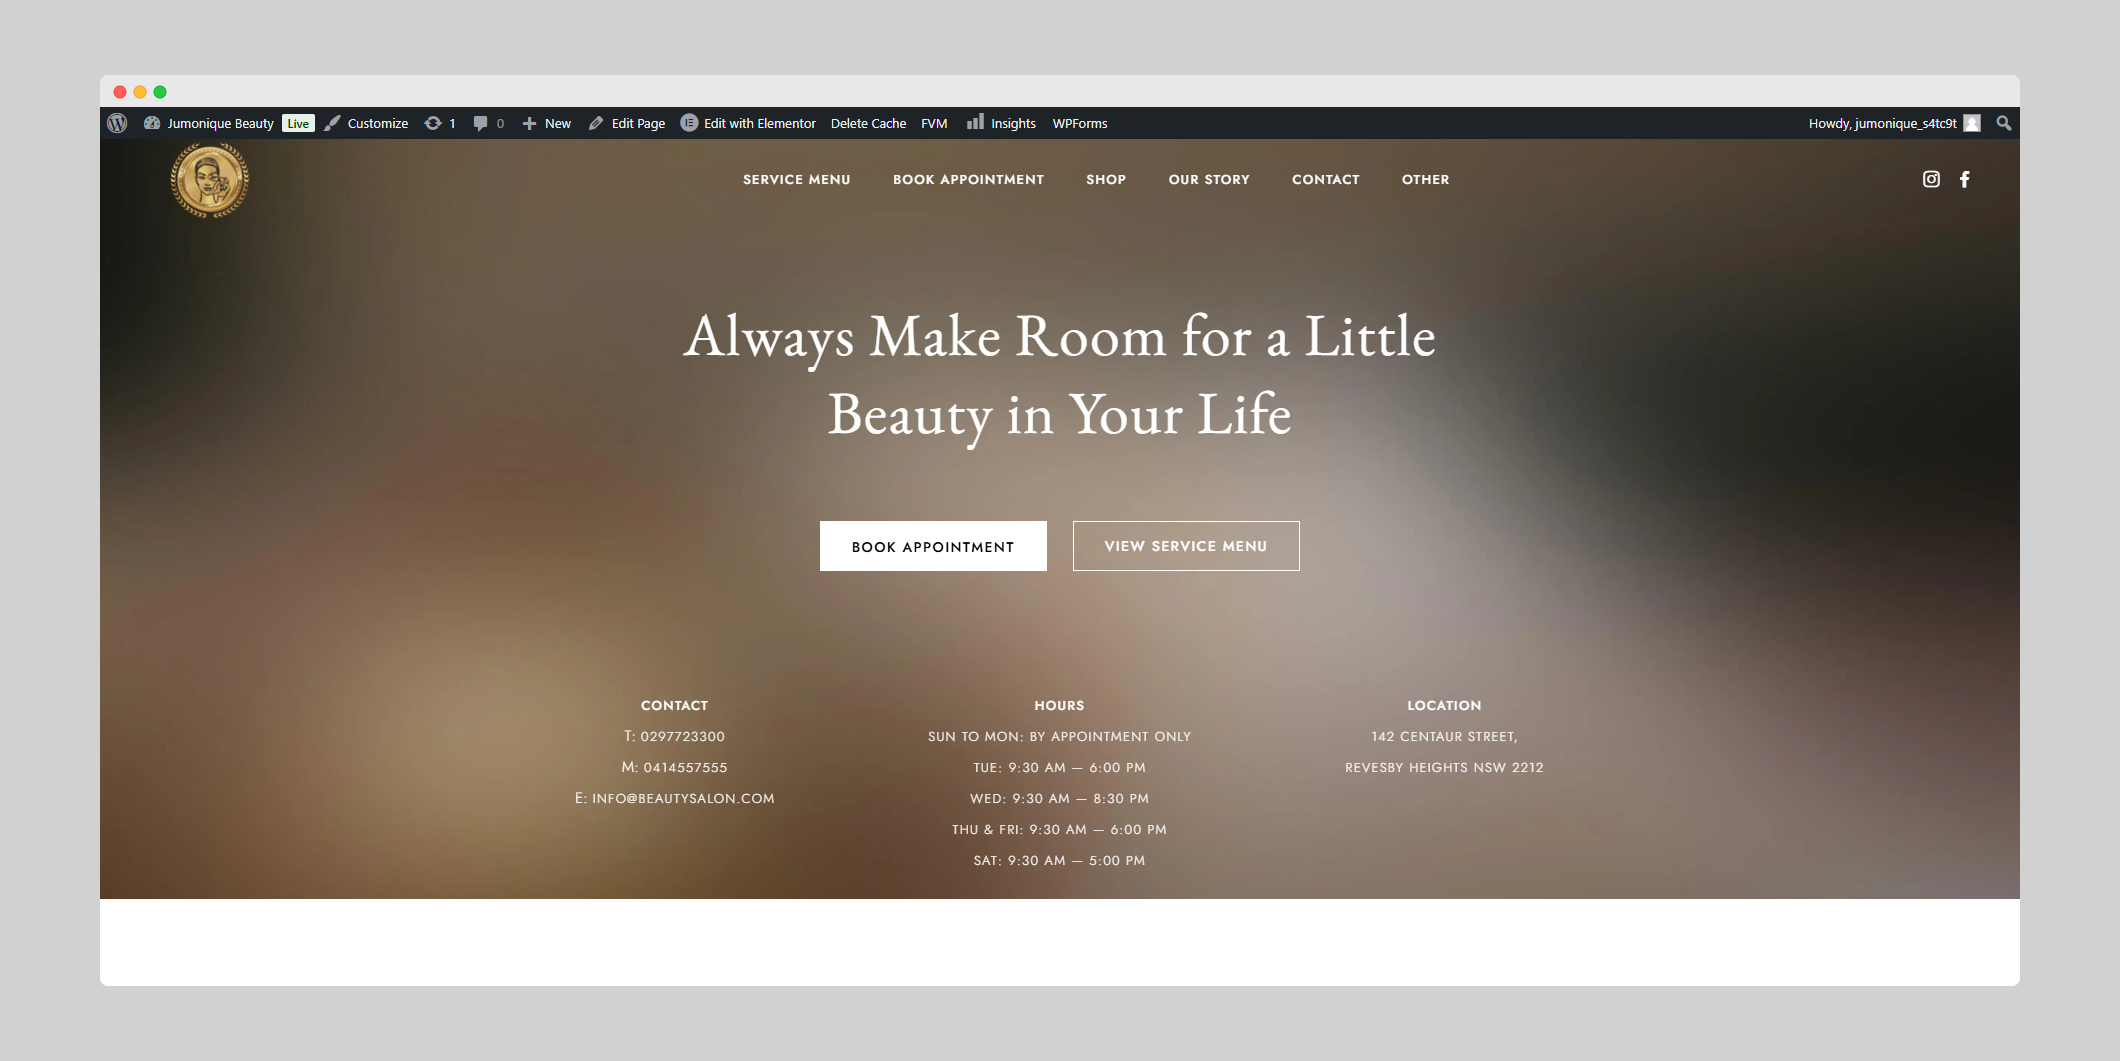 Jumonique Beauty Live Customize 1 0 New Edit Page Edit with Elementor Delete Cache FVM Insights WPForms Howdy, jumonique_s4tc9t
SERVICE MENU BOOK APPOINTMENT SHOP OUR STORY CONTACT OTHER
Always Make Room for a Little
Beauty in Your Life
BOOK APPOINTMENT VIEW SERVICE MENU
CONTACT
T: 0297723300
M: 0414557555
E: INFO@BEAUTYSALON.COM
HOURS
SUN TO MON: BY APPOINTMENT ONLY
TUE: 9:30 AM — 6:00 PM
WED: 9:30 AM — 8:30 PM
THU & FRI: 9:30 AM — 6:00 PM
SAT: 9:30 AM — 5:00 PM
LOCATION
142 CENTAUR STREET,
REVESBY HEIGHTS NSW 2212